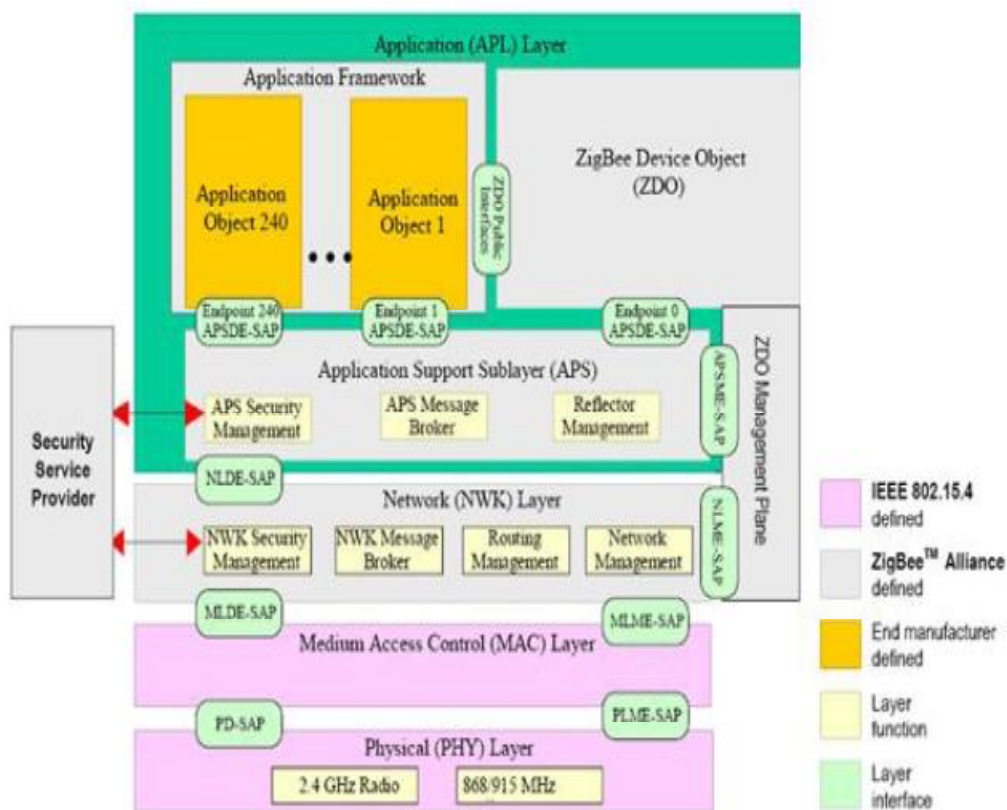 Application (APL) Layer
Application Framework
Application
Object 240
Application
Object 1
ZDO Public
Interfaces
ZigBee Device Object
(ZDO)
Endpoint 240
APSDE-SAP
Endpoint 1
APSDE-SAP
Endpoint 0
APSDE-SAP
Application Support Sublayer (APS)
APS Security
Management
APS Message
Broker
Reflector
Management
APSME-SAP
ZDO Management Plane
Security
Service
Provider
NLDE-SAP
Network (NWK) Layer
NWK Security
Management
NWK Message
Broker
Routing
Management
Network
Management
NLME-SAP
MLDE-SAP
MLME-SAP
Medium Access Control (MAC) Layer
PD-SAP
PLME-SAP
Physical (PHY) Layer
2.4 GHz Radio
868/915 MHz
IEEE 802.15.4
defined
ZigBee™ Alliance
defined
End manufacturer
defined
Layer
function
Layer
interface